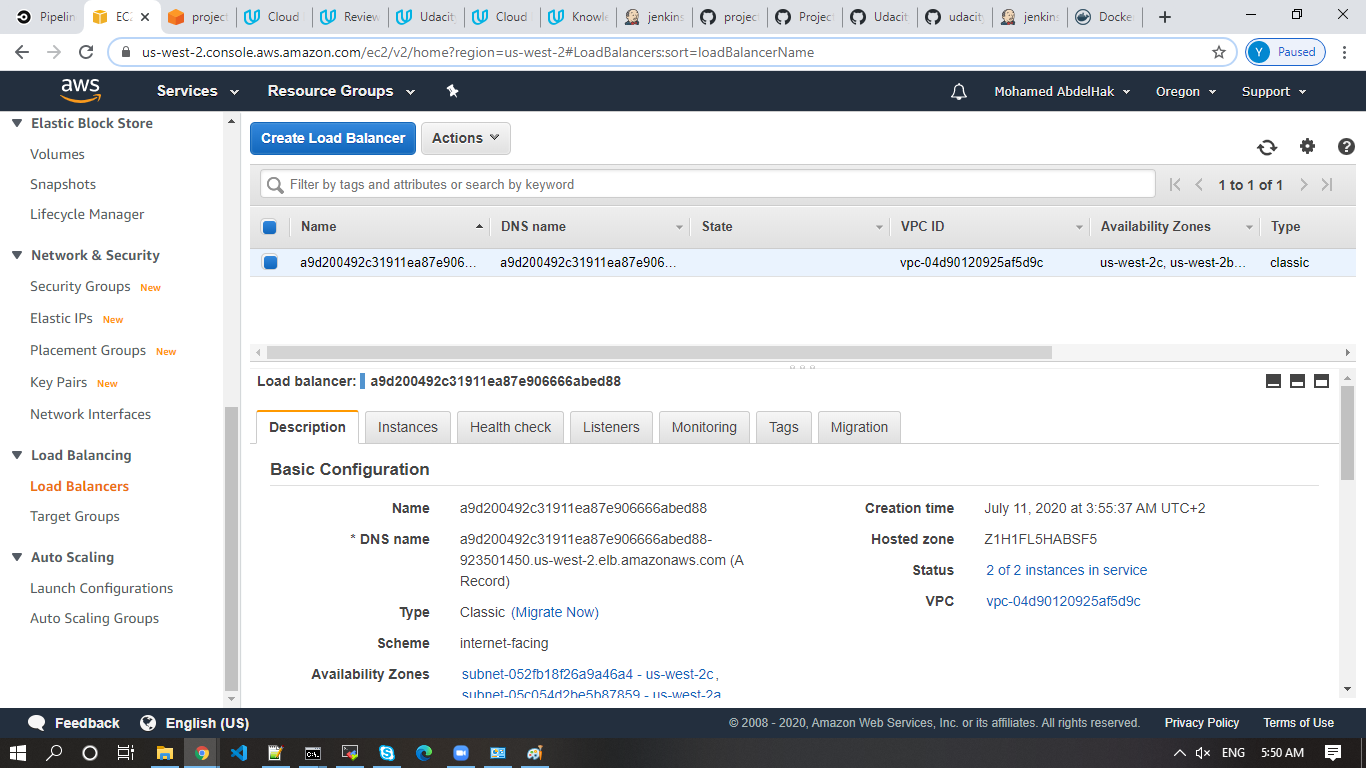 Pipelin
EC2
project
Cloud
Review
Udacit
Cloud
Knowle
jenkins
project
Project
Udacit
udacity
jenkins
Docke
us-west-2.console.aws.amazon.com/ec2/v2/home?region=us-west-2#LoadBalancers:sort=loadBalancerName
Y Paused
aws Services Resource Groups Mohamed AbdelHak Oregon Support
Elastic Block Store
Volumes
Snapshots
Lifecycle Manager
Network & Security
Security Groups New
Elastic IPs New
Placement Groups New
Key Pairs New
Network Interfaces
Load Balancing
Load Balancers
Target Groups
Auto Scaling
Launch Configurations
Auto Scaling Groups
Create Load Balancer Actions
Filter by tags and attributes or search by keyword 1 to 1 of 1
Name DNS name State VPC ID Availability Zones Type
a9d200492c31911ea87e906... a9d200492c31911ea87e906... vpc-04d90120925af5d9c us-west-2c, us-west-2b... classic
Load balancer: a9d200492c31911ea87e906666abed88
Description Instances Health check Listeners Monitoring Tags Migration
Basic Configuration
Name a9d200492c31911ea87e906666abed88
* DNS name a9d200492c31911ea87e906666abed88-
923501450.us-west-2.elb.amazonaws.com (A
Record)
Type Classic (Migrate Now)
Scheme internet-facing
Availability Zones subnet-052fb18f26a9a46a4 - us-west-2c,
subnet-05c054d2be5b87859 - us-west-2a
Creation time July 11, 2020 at 3:55:37 AM UTC+2
Hosted zone Z1H1FL5HABSF5
Status 2 of 2 instances in service
VPC vpc-04d90120925af5d9c
Feedback English (US) © 2008 - 2020, Amazon Web Services, Inc. or its affiliates. All rights reserved. Privacy Policy Terms of Use
ENG 5:50 AM